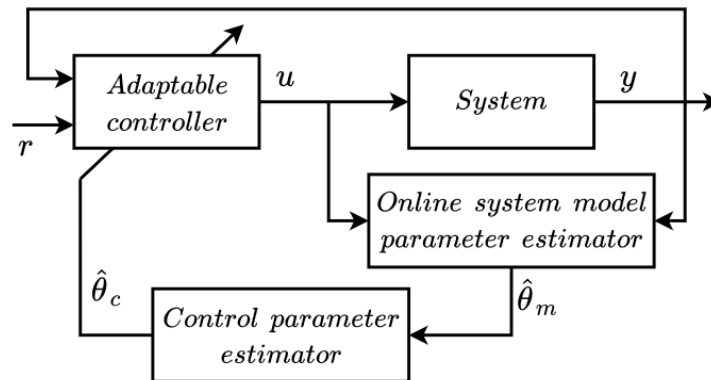 Adaptable
controller
u
System
y
r
Online system model
parameter estimator
θ̂_c
θ̂_m
Control parameter
estimator